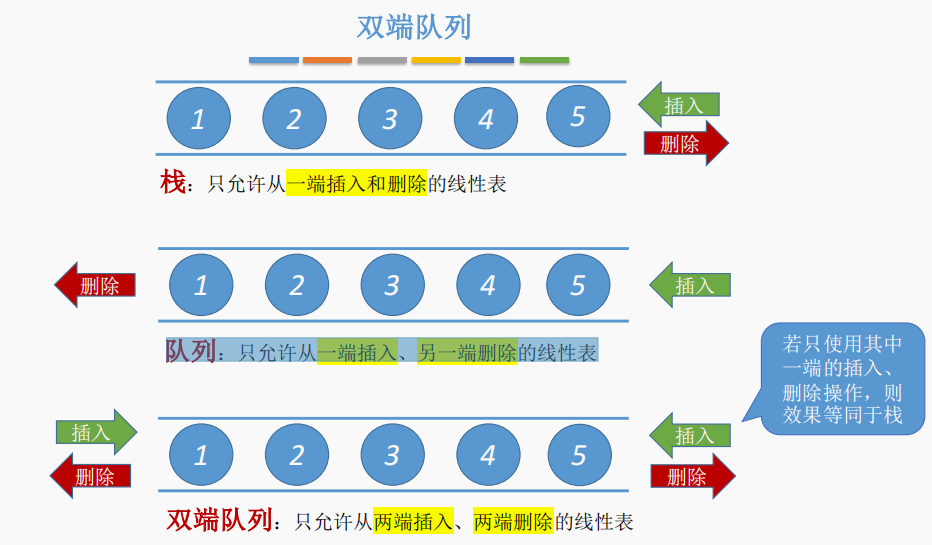 双端队列
1 2 3 4 5
插入
删除
栈：只允许从一端插入和删除的线性表
删除
1 2 3 4 5
插入
队列：只允许从一端插入、另一端删除的线性表
若只使用其中
一端的插入、
删除操作，则
效果等同于栈
插入
删除
1 2 3 4 5
插入
删除
双端队列：只允许从两端插入、两端删除的线性表